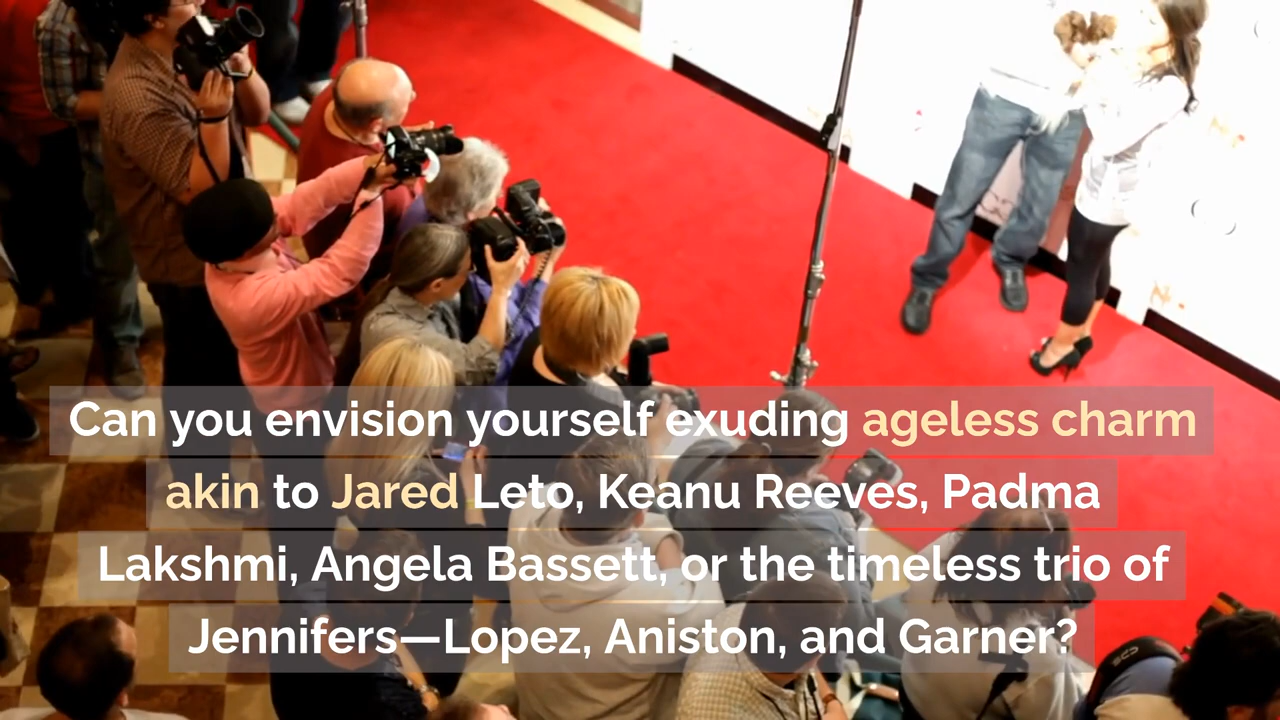 Can you envision yourself exuding ageless charm
akin to Jared Leto, Keanu Reeves, Padma
Lakshmi, Angela Bassett, or the timeless trio of
Jennifers—Lopez, Aniston, and Garner?